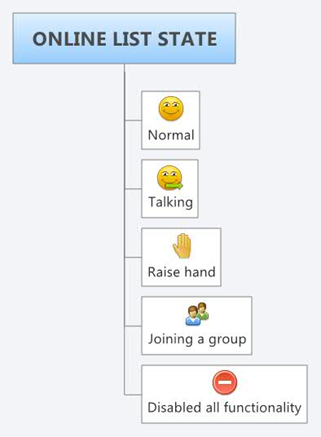 ONLINE LIST STATE
Normal
Talking
Raise hand
Joining a group
Disabled all functionality